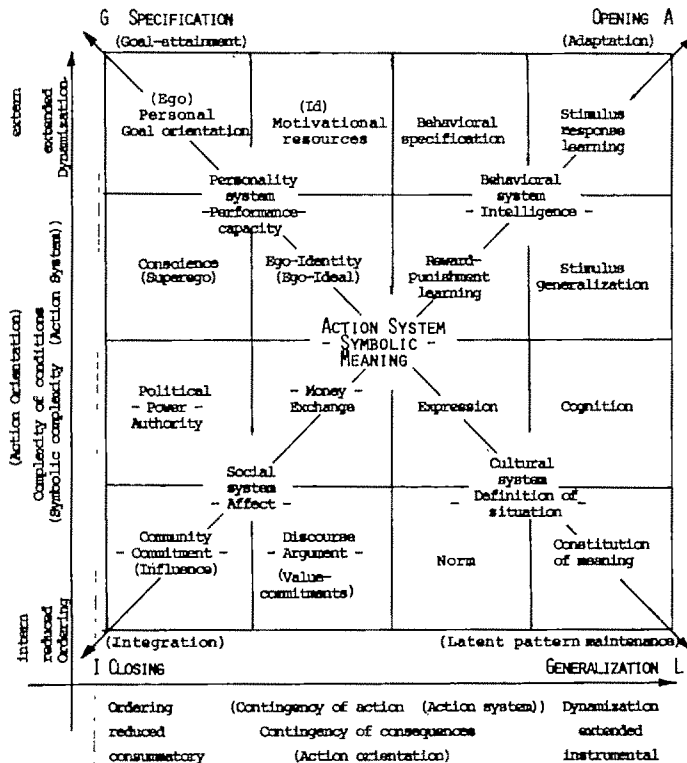 G SPECIFICATION
OPENING A
(Goal-attainment)
(Adaptation)
extern
extended
Dynamization
(Ego)
Personal
Goal orientation
(Id)
Motivational
resources
Behavioral
specification
Stimulus
response
learning
Personality
system
-Performance-
capacity
Behavioral
system
- Intelligence -
Conscience
(Superego)
Ego-Identity
(Ego-Ideal)
Reward-
Punishment
learning
Stimulus
generalization
ACTION SYSTEM
- SYMBOLIC -
MEANING
(Action Orientation)
Complexity of conditions
(Symbolic complexity (Action System))
Political
- Power -
Authority
- Money -
Exchange
Expression
Cognition
Social
system
- Affect -
Cultural
system
- Definition of -
situation
Community
- Commitment -
(Influence)
Discourse
- Argument -
(Value-
commitments)
Norm
Constitution
of meaning
intern
reduced
Ordering
(Integration)
(Latent pattern maintenance)
I CLOSING
GENERALIZATION L
Ordering (Contingency of action (Action system)) Dynamization
reduced Contingency of consequences extended
consummatory (Action orientation) instrumental